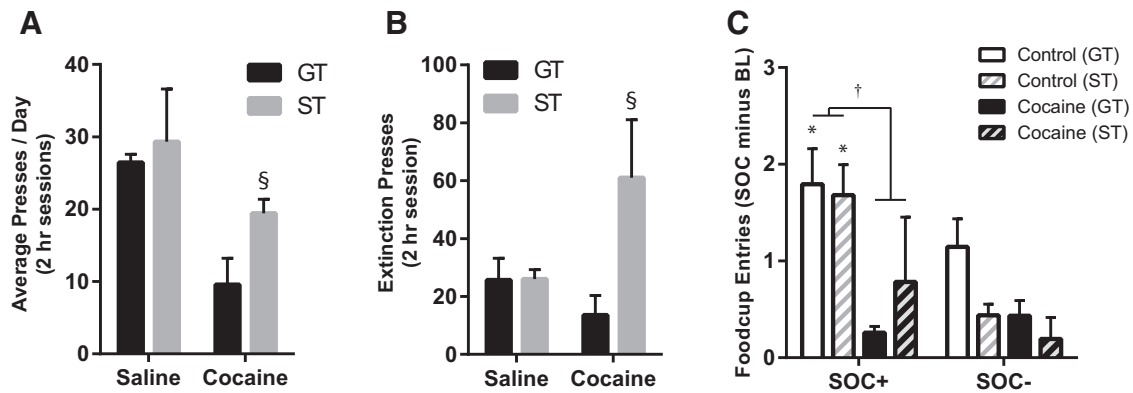 A
Average Presses / Day
(2 hr sessions)
40
30
20
10
0
GT
ST
§
Saline
Cocaine
B
Extinction Presses
(2 hr session)
100
80
60
40
20
0
GT
ST
§
Saline
Cocaine
C
Foodcup Entries (SOC minus BL)
3
2
1
0
Control (GT)
Control (ST)
Cocaine (GT)
Cocaine (ST)
†
*
*
SOC+
SOC-